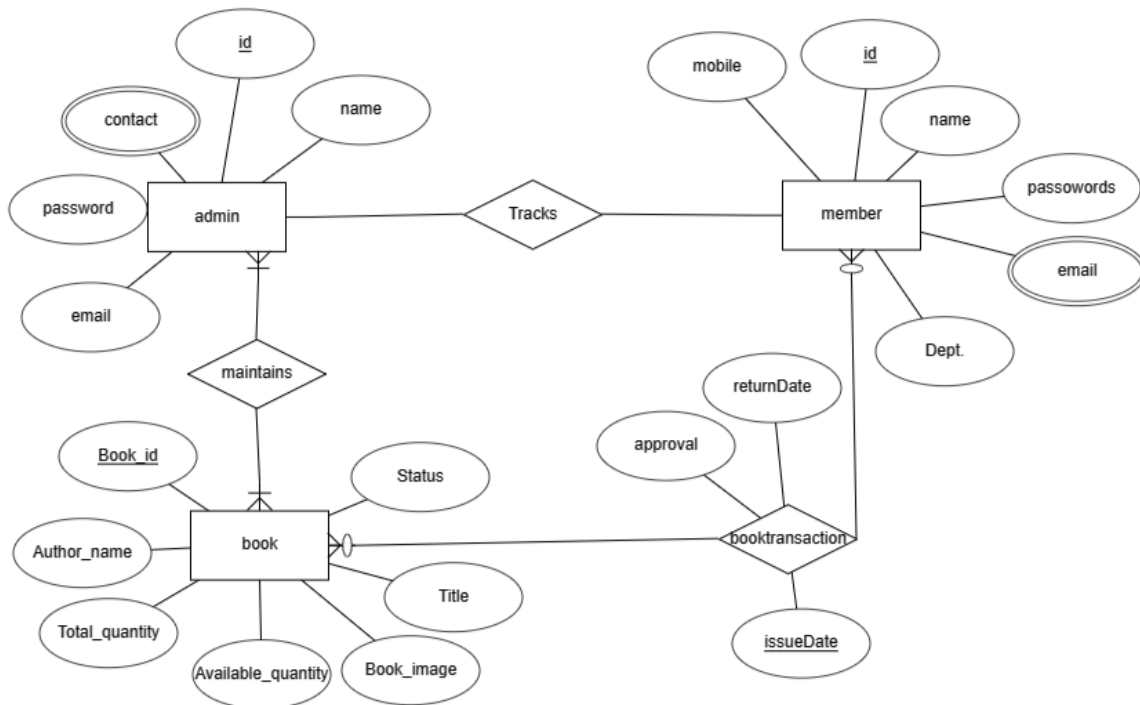 id
mobile
id
contact
name
name
passowords
password
admin
Tracks
member
email
email
Dept.
maintains
returnDate
approval
Book_id
Status
Author_name
book
booktransaction
Title
Total_quantity
issueDate
Available_quantity
Book_image